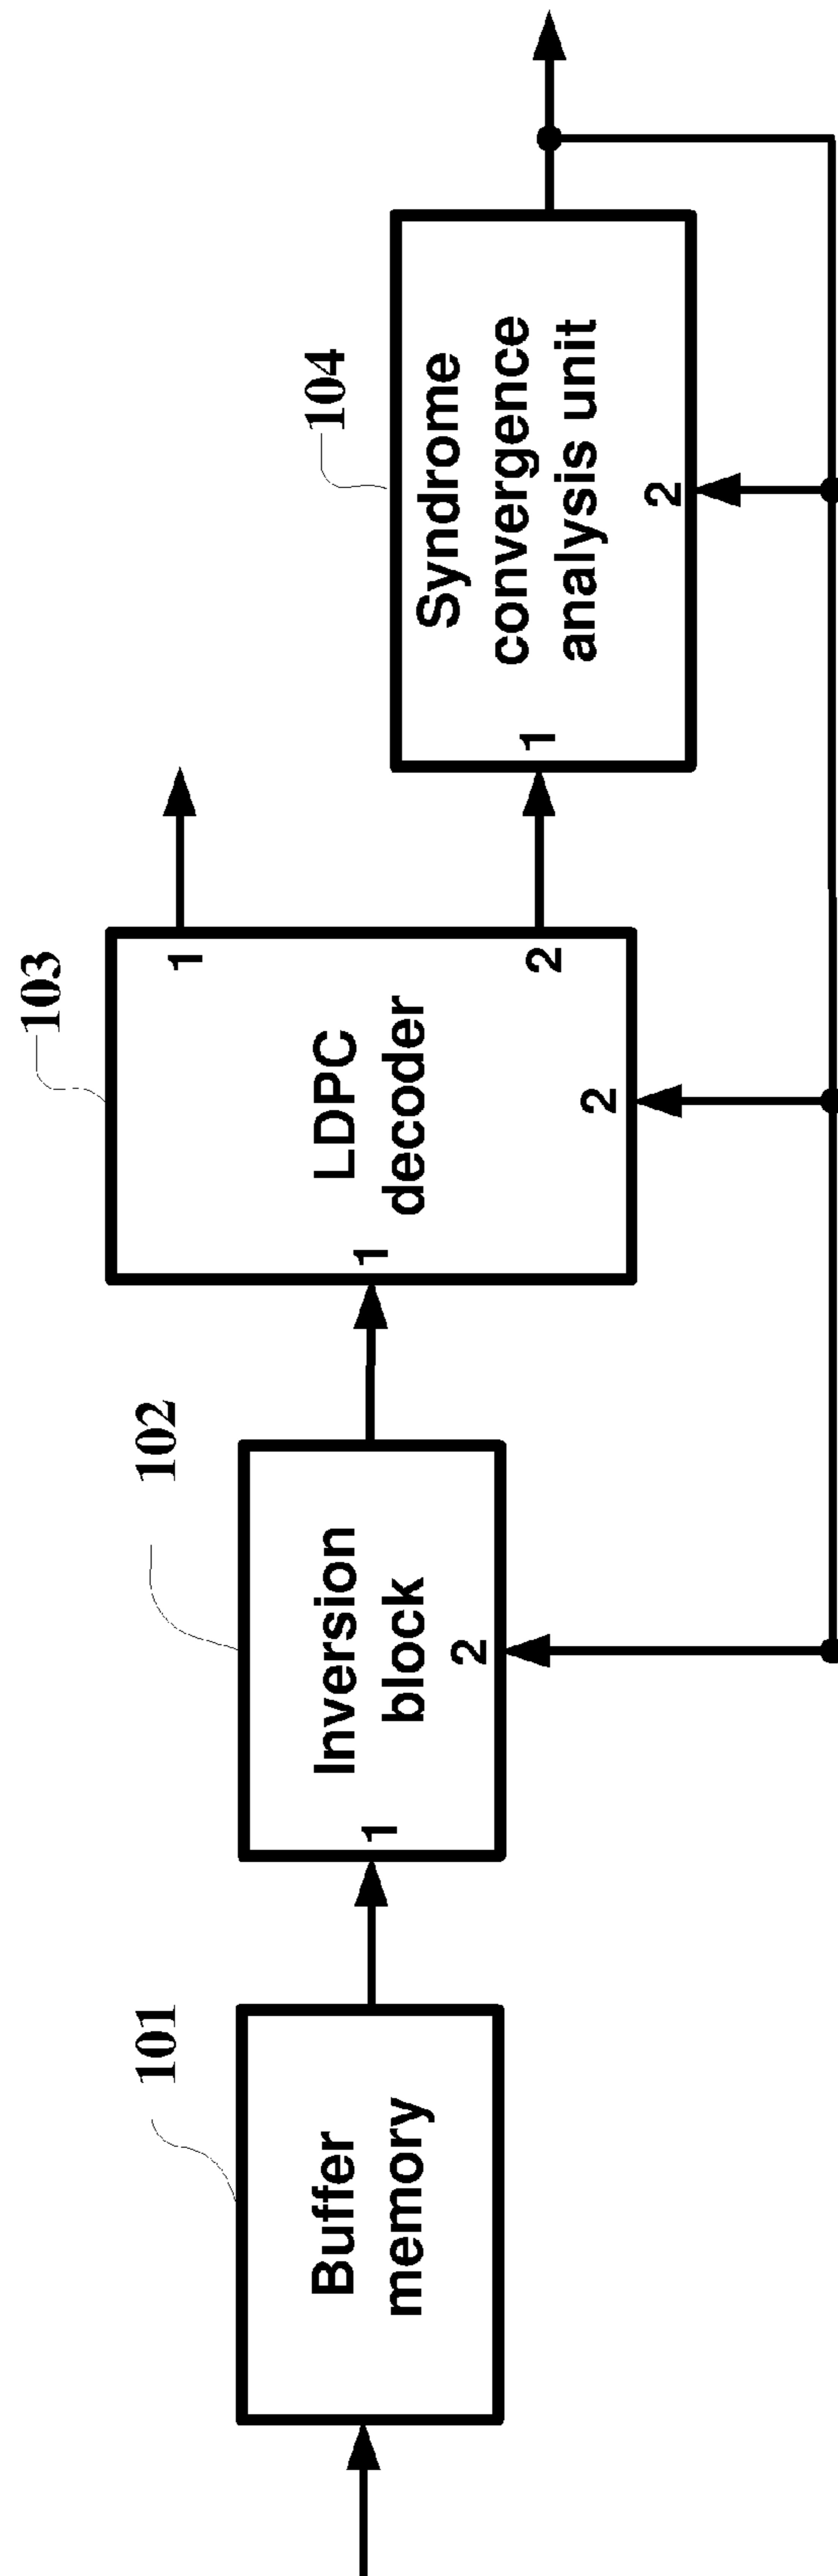 101
Buffer
memory
102
1
Inversion
block
2
103
1
LDPC
decoder
2
1
2
104
1
Syndrome
convergence
analysis unit
2